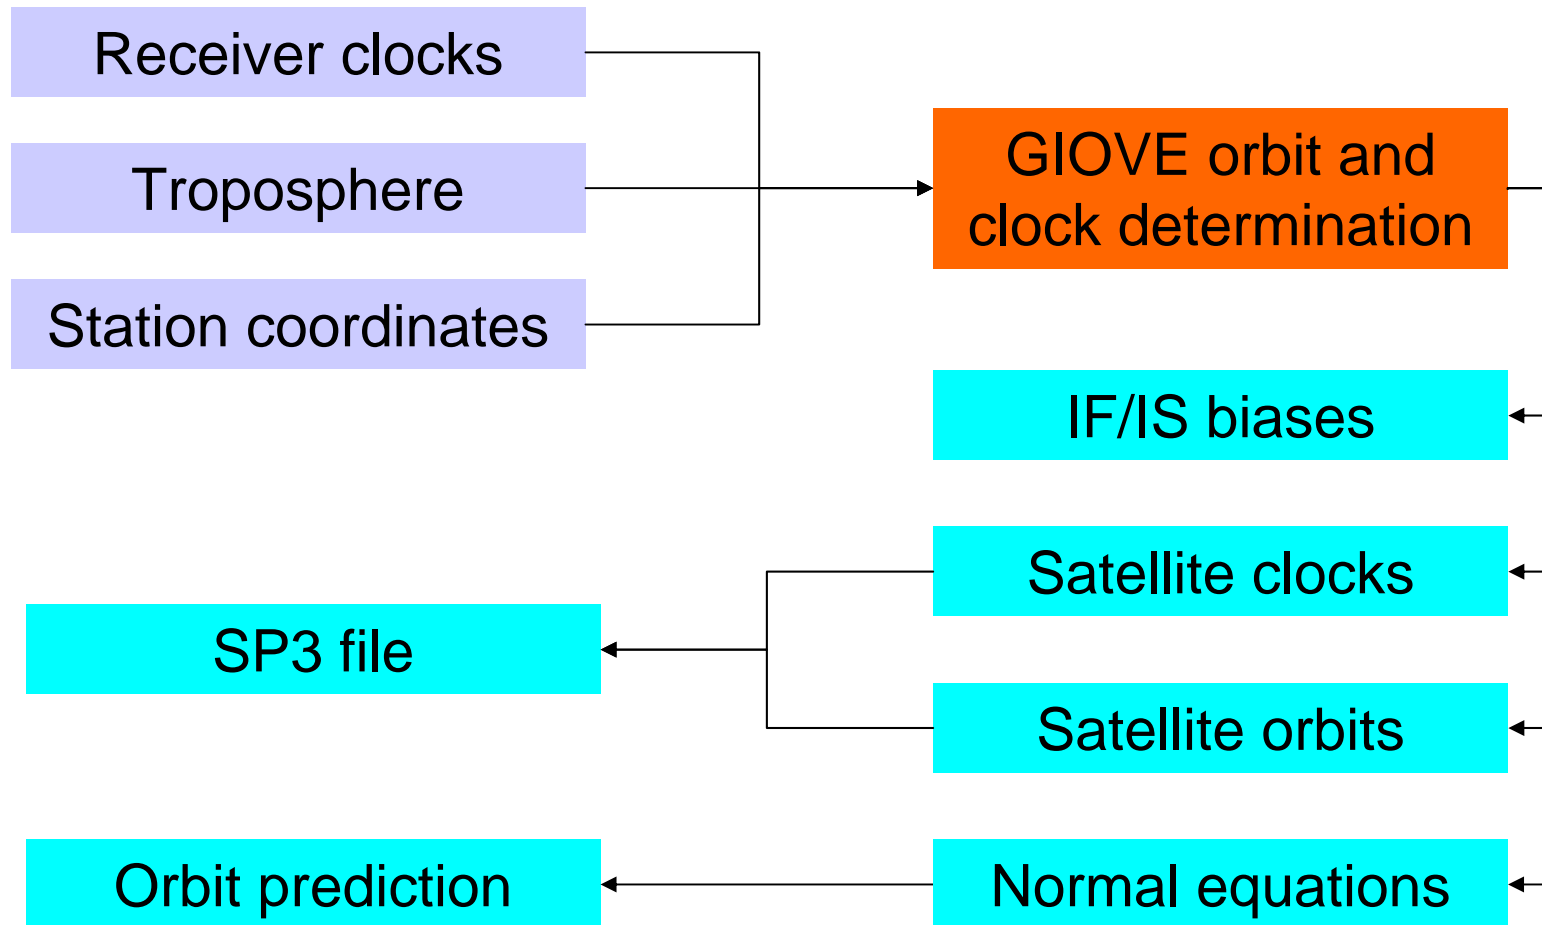 Receiver clocks
Troposphere
Station coordinates
GIOVE orbit and
clock determination
IF/IS biases
Satellite clocks
SP3 file
Satellite orbits
Orbit prediction
Normal equations